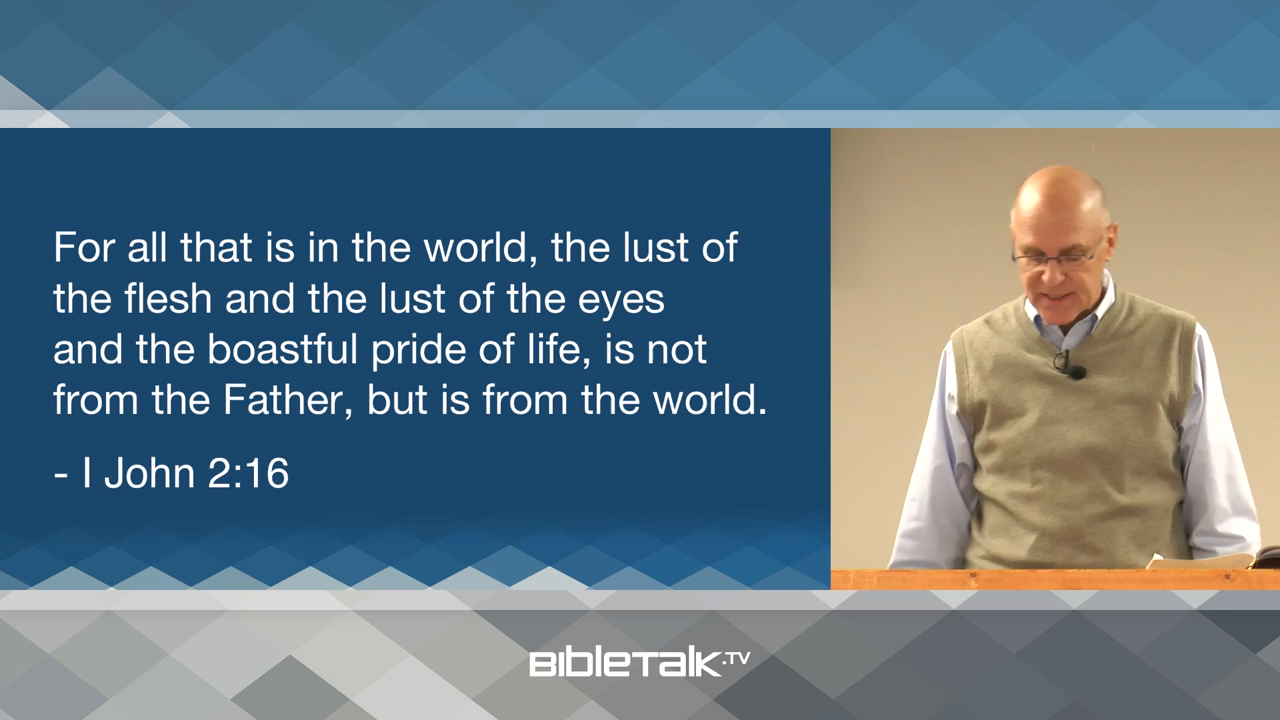 For all that is in the world, the lust of
the flesh and the lust of the eyes
and the boastful pride of life, is not
from the Father, but is from the world.
- I John 2:16
BIBLETALK.TV